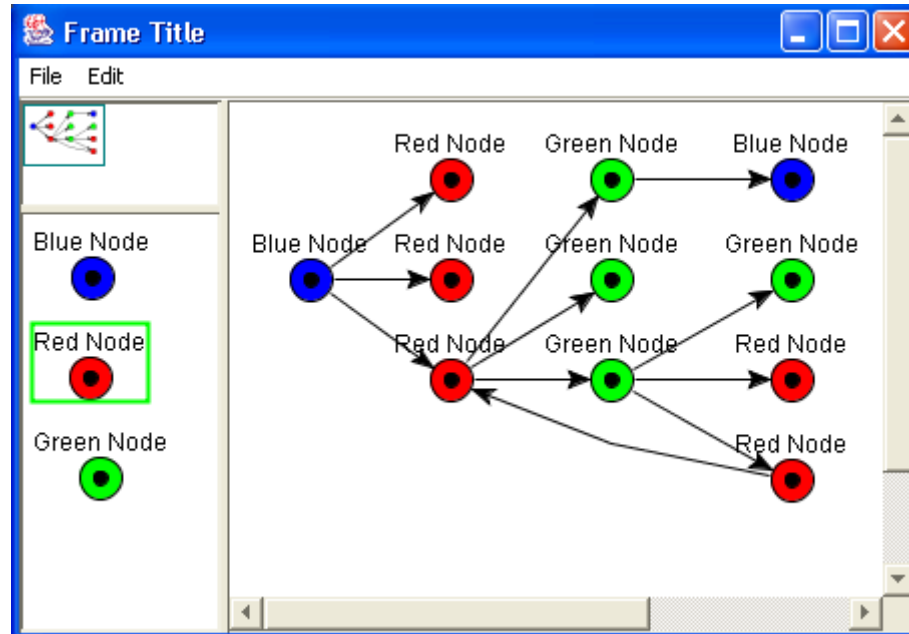 Frame Title
File Edit
Blue Node
Red Node
Green Node
Red Node Green Node Blue Node
Blue Node Red Node Green Node Green Node
Red Node Green Node Red Node
Red Node